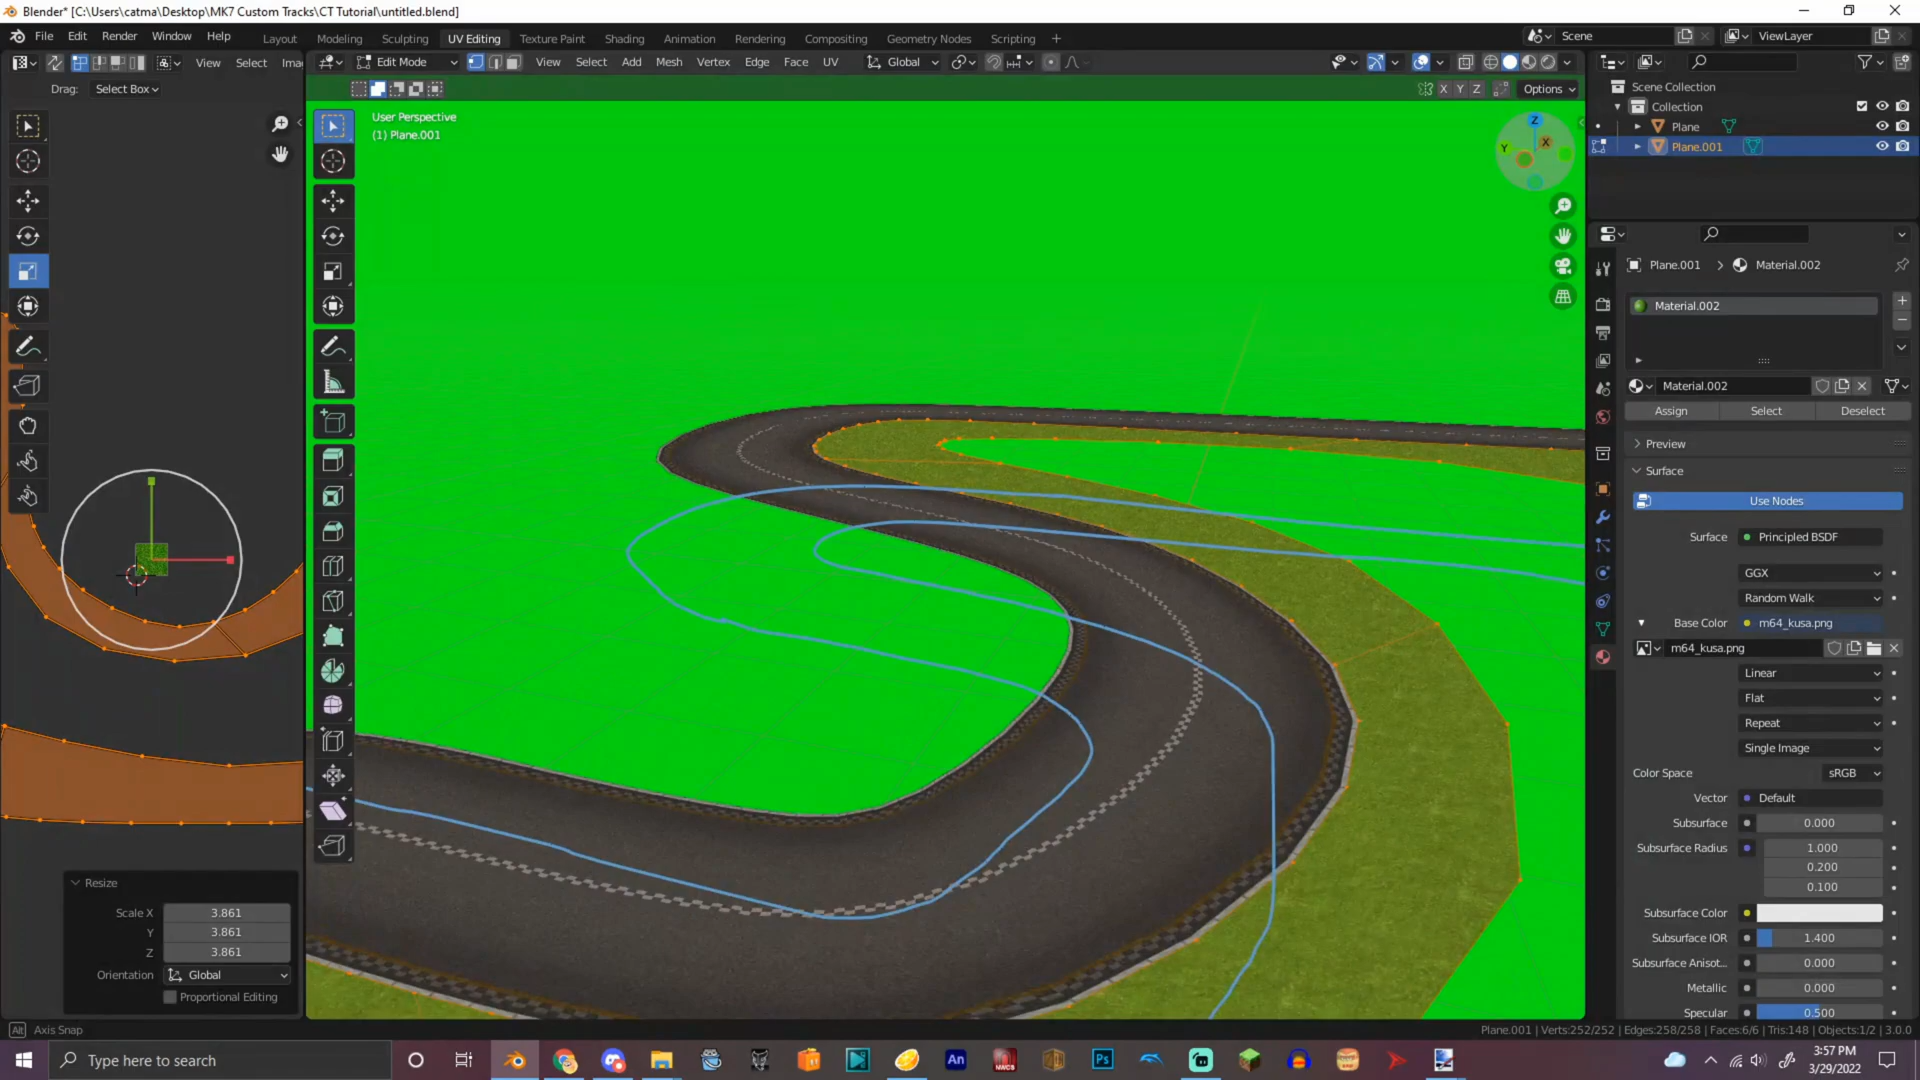 Blender* [C:\Users\catma\Desktop\MK7 Custom Tracks\CT Tutorial\untitled.blend]
File Edit Render Window Help Layout Modeling Sculpting UV Editing Texture Paint Shading Animation Rendering Compositing Geometry Nodes Scripting Scene ViewLayer
View Select Ima Edit Mode View Select Add Mesh Vertex Edge Face UV Global
Drag: Select Box X Y Z Options
User Perspective
(1) Plane.001
Z
X
Y
Scene Collection
Collection
Plane
Plane.001
Plane.001 Material.002
Material.002
Material.002
Assign Select Deselect
Preview
Surface
Use Nodes
Surface Principled BSDF
GGX
Random Walk
Base Color m64_kusa.png
m64_kusa.png
Linear
Flat
Repeat
Single Image
Color Space sRGB
Vector Default
Subsurface 0.000
Subsurface Radius 1.000
0.200
0.100
Subsurface Color
Subsurface IOR 1.400
Subsurface Anisot... 0.000
Metallic 0.000
Specular 0.500
Resize
Scale X 3.861
Y 3.861
Z 3.861
Orientation Global
Proportional Editing
Alt Axis Snap
Plane.001 | Verts:252/252 | Edges:258/258 | Faces:6/6 | Tris:148 | Objects:1/2 | 3.0.0
Type here to search
An
Ps
3:57 PM
3/29/2022